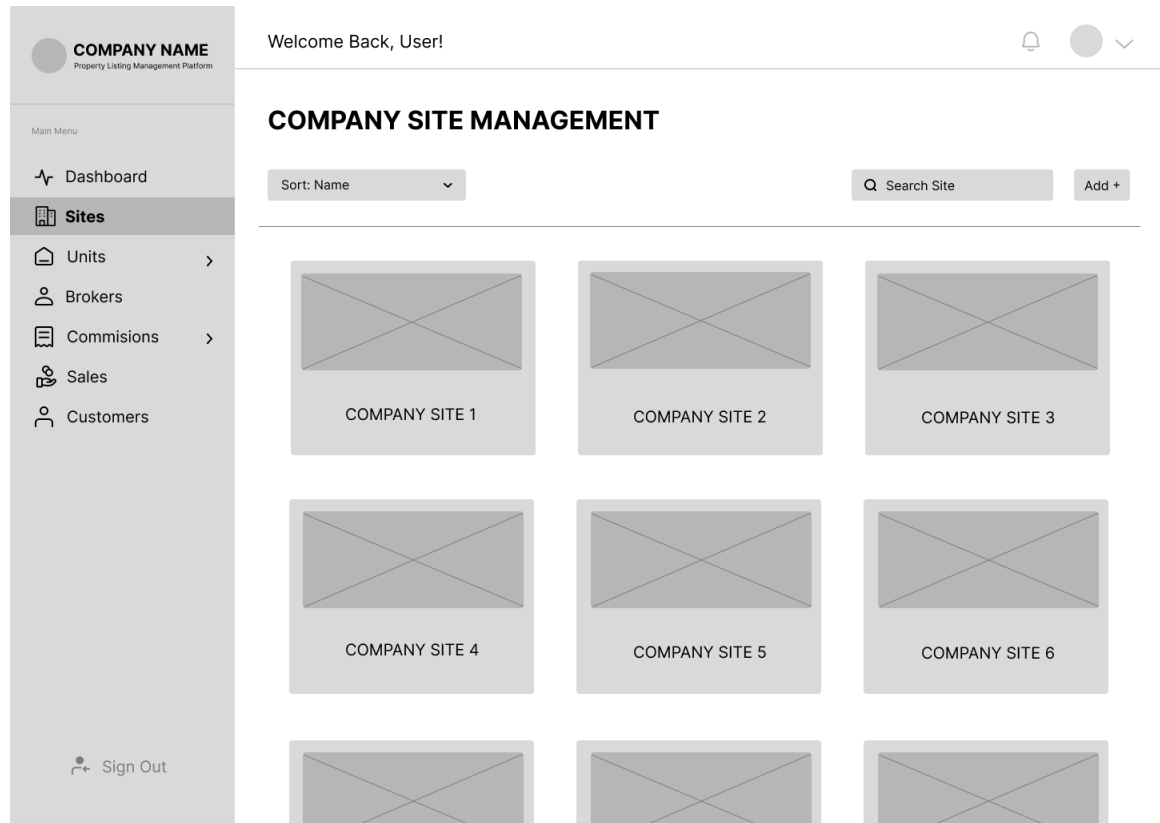 COMPANY NAME
Property Listing Management Platform
Main Menu
Dashboard
Sites
Units
Brokers
Commisions
Sales
Customers
Sign Out
Welcome Back, User!
COMPANY SITE MANAGEMENT
Sort: Name
Search Site
Add +
COMPANY SITE 1
COMPANY SITE 2
COMPANY SITE 3
COMPANY SITE 4
COMPANY SITE 5
COMPANY SITE 6